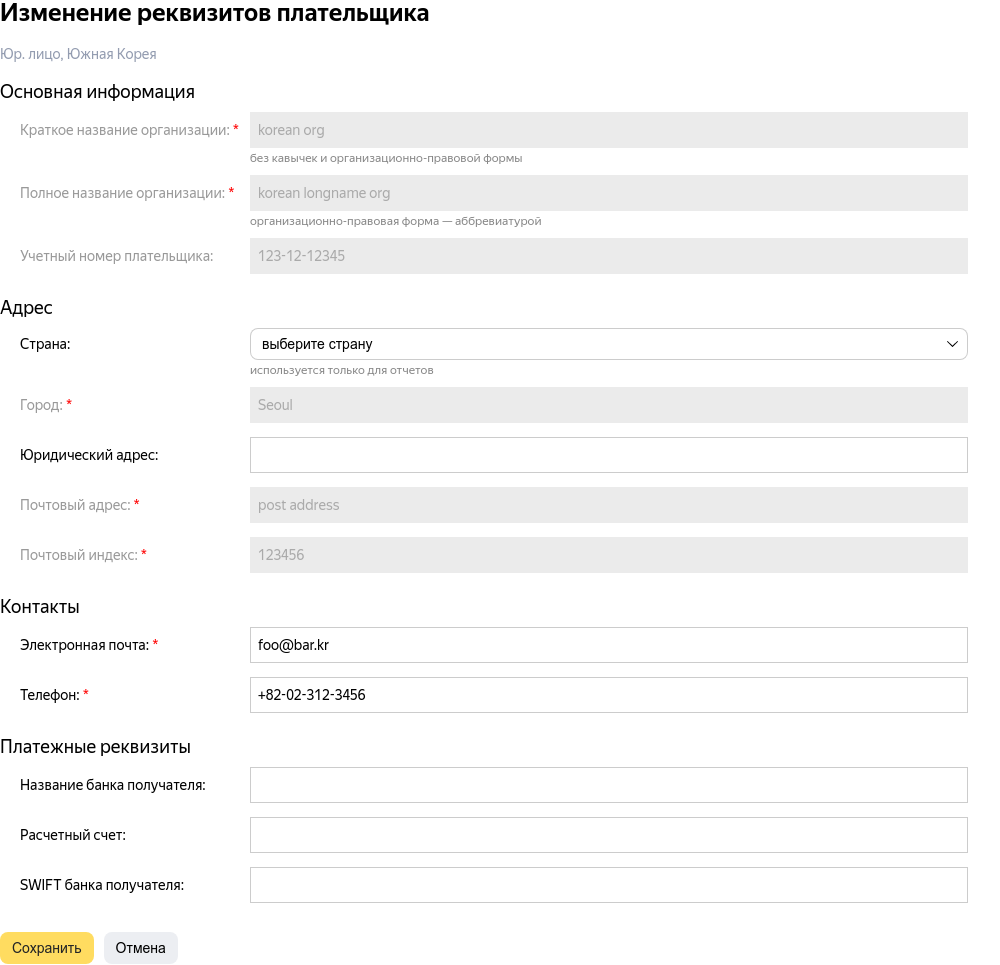 Изменение реквизитов плательщика
Юр. лицо, Южная Корея
Основная информация
Краткое название организации: * korean org
без кавычек и организационно-правовой формы
Полное название организации: * korean longname org
организационно-правовая форма — аббревиатурой
Учетный номер плательщика: 123-12-12345
Адрес
Страна: выберите страну
используется только для отчетов
Город: * Seoul
Юридический адрес:
Почтовый адрес: * post address
Почтовый индекс: * 123456
Контакты
Электронная почта: * foo@bar.kr
Телефон: * +82-02-312-3456
Платежные реквизиты
Название банка получателя:
Расчетный счет:
SWIFT банка получателя:
Сохранить Отмена